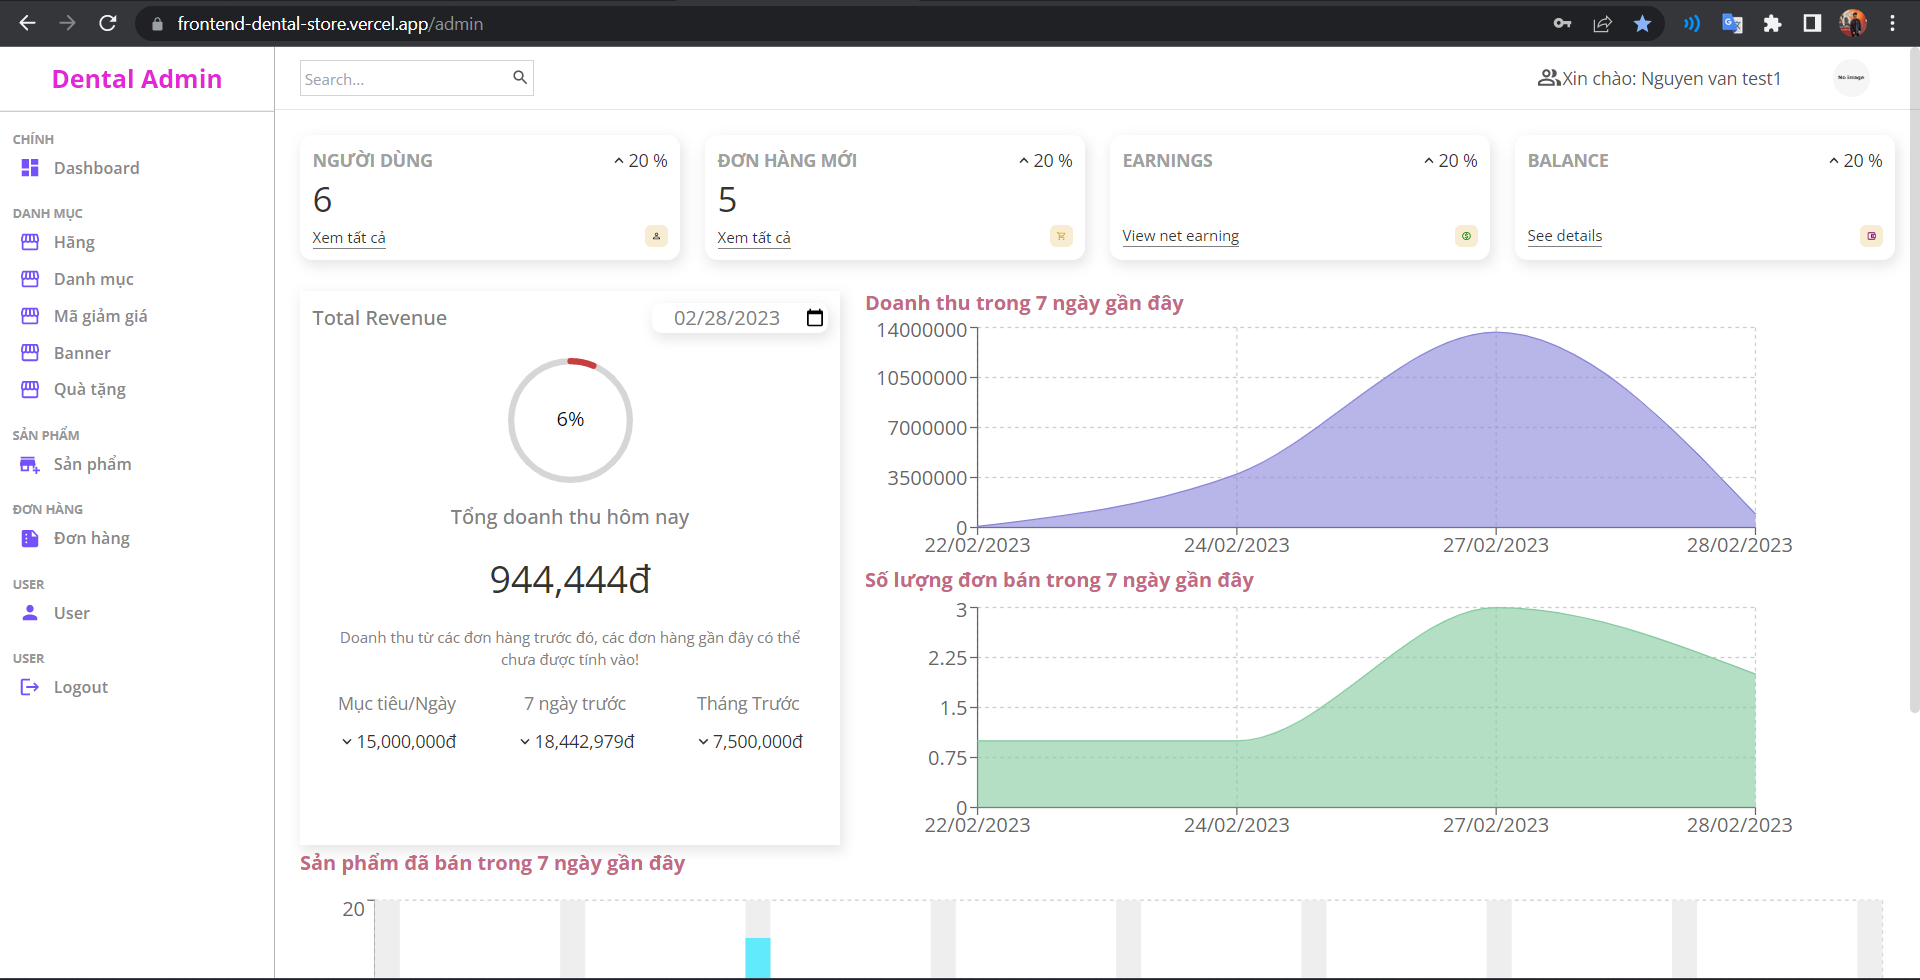 frontend-dental-store.vercel.app/admin
Dental Admin
Search...
Xin chào: Nguyen van test1
No image
CHÍNH
Dashboard
DANH MỤC
Hãng
Danh mục
Mã giảm giá
Banner
Quà tặng
SẢN PHẨM
Sản phẩm
ĐƠN HÀNG
Đơn hàng
USER
User
USER
Logout
NGƯỜI DÙNG 20 %
6
Xem tất cả
ĐƠN HÀNG MỚI 20 %
5
Xem tất cả
EARNINGS 20 %
View net earning
BALANCE 20 %
See details
Total Revenue 02/28/2023
6%
Tổng doanh thu hôm nay
944,444đ
Doanh thu từ các đơn hàng trước đó, các đơn hàng gần đây có thể
chưa được tính vào!
Mục tiêu/Ngày 7 ngày trước Tháng Trước
15,000,000đ 18,442,979đ 7,500,000đ
Doanh thu trong 7 ngày gần đây
14000000
10500000
7000000
3500000
0
22/02/2023 24/02/2023 27/02/2023 28/02/2023
Số lượng đơn bán trong 7 ngày gần đây
3
2.25
1.5
0.75
0
22/02/2023 24/02/2023 27/02/2023 28/02/2023
Sản phẩm đã bán trong 7 ngày gần đây
20